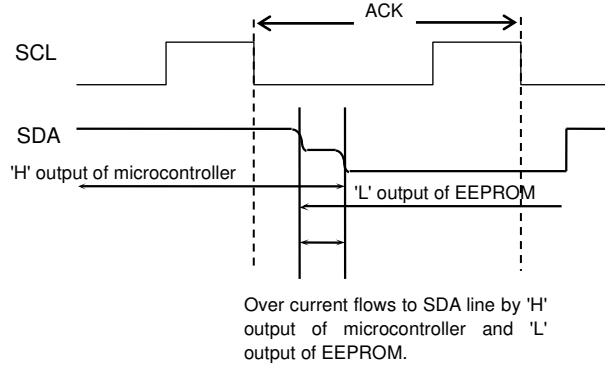 ACK
SCL
SDA
'H' output of microcontroller
'L' output of EEPROM
Over current flows to SDA line by 'H'
output of microcontroller and 'L'
output of EEPROM.